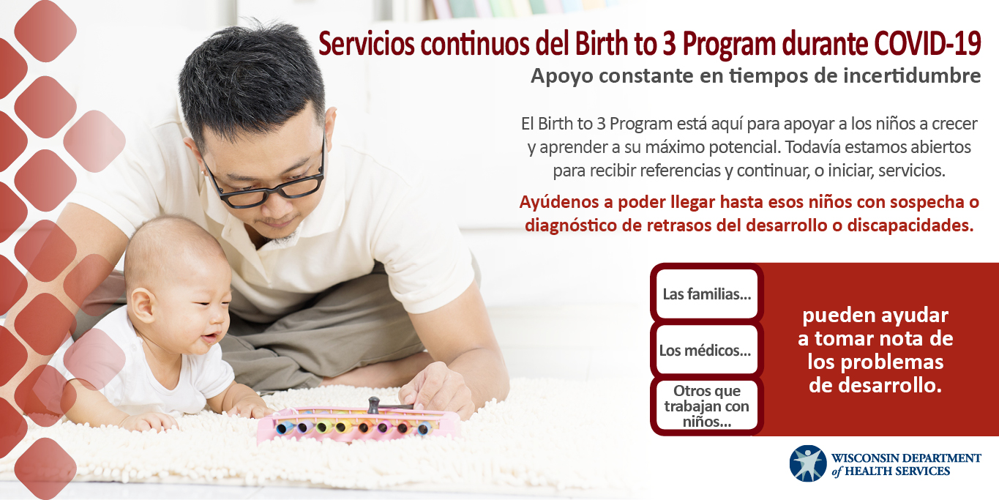 Servicios continuos del Birth to 3 Program durante COVID-19
Apoyo constante en tiempos de incertidumbre
El Birth to 3 Program está aquí para apoyar a los niños a crecer
y aprender a su máximo potencial. Todavía estamos abiertos
para recibir referencias y continuar, o iniciar, servicios.
Ayúdenos a poder llegar hasta esos niños con sospecha o
diagnóstico de retrasos del desarrollo o discapacidades.
Las familias...
Los médicos...
Otros que
trabajan con
niños...
pueden ayudar
a tomar nota de
los problemas
de desarrollo.
WISCONSIN DEPARTMENT
of HEALTH SERVICES